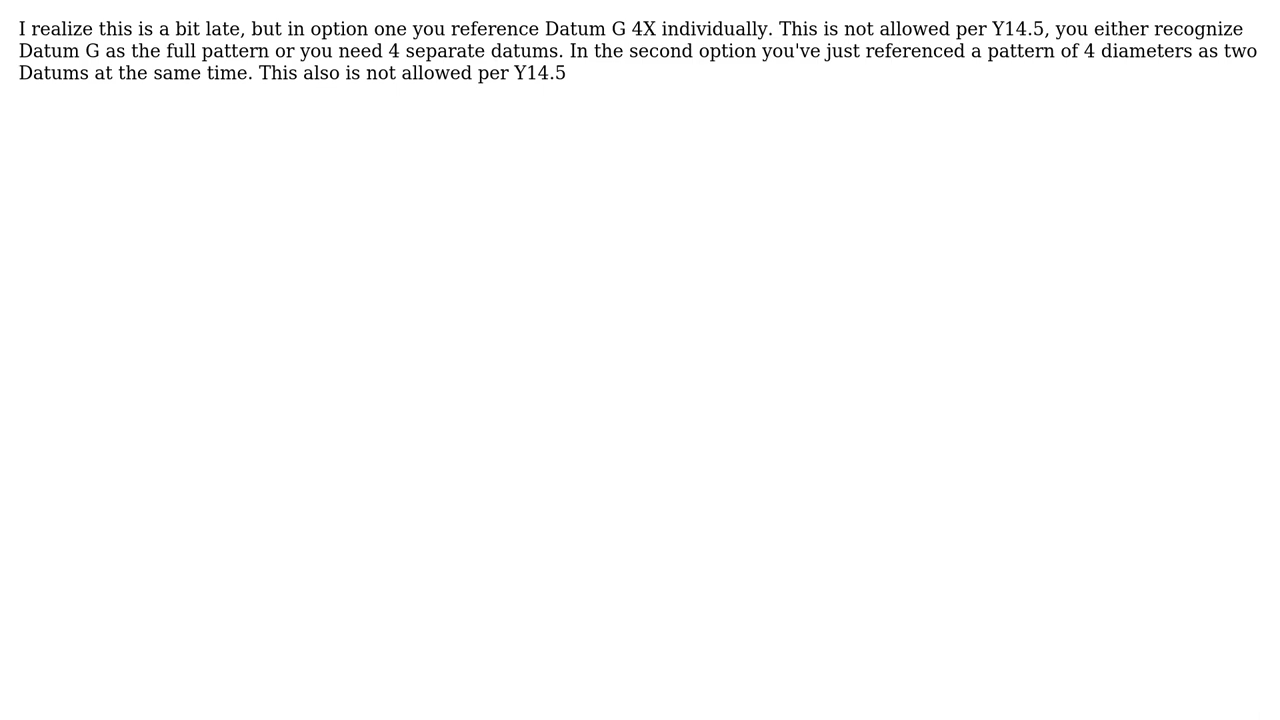 I realize this is a bit late, but in option one you reference Datum G 4X individually. This is not allowed per Y14.5, you either recognize
Datum G as the full pattern or you need 4 separate datums. In the second option you've just referenced a pattern of 4 diameters as two
Datums at the same time. This also is not allowed per Y14.5